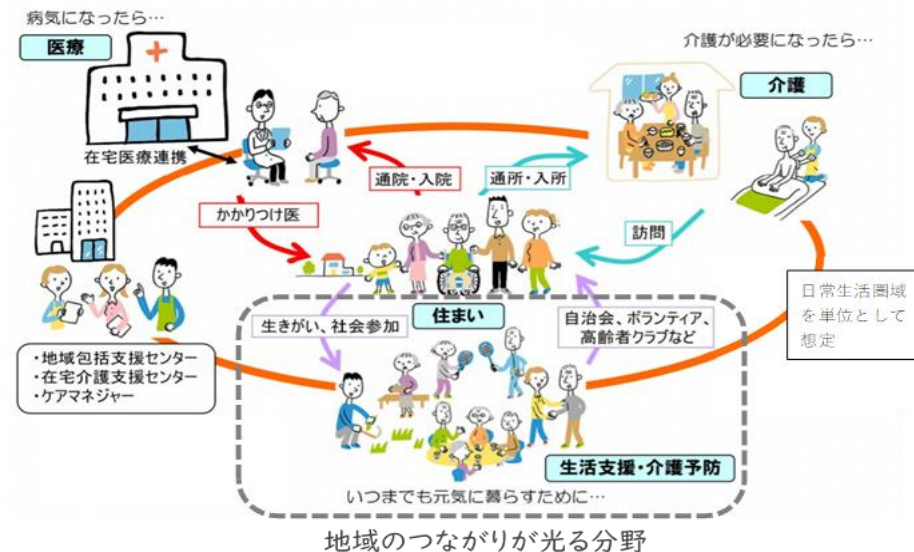 病気になったら…
医療
介護が必要になったら…
介護
在宅医療連携
通院・入院
通所・入所
かかりつけ医
訪問
日常生活圏域
を単位として
想定
住まい
生きがい、社会参加
自治会、ボランティア、
高齢者クラブなど
・地域包括支援センター
・在宅介護支援センター
・ケアマネジャー
生活支援・介護予防
いつまでも元気に暮らすために…
地域のつながりが光る分野